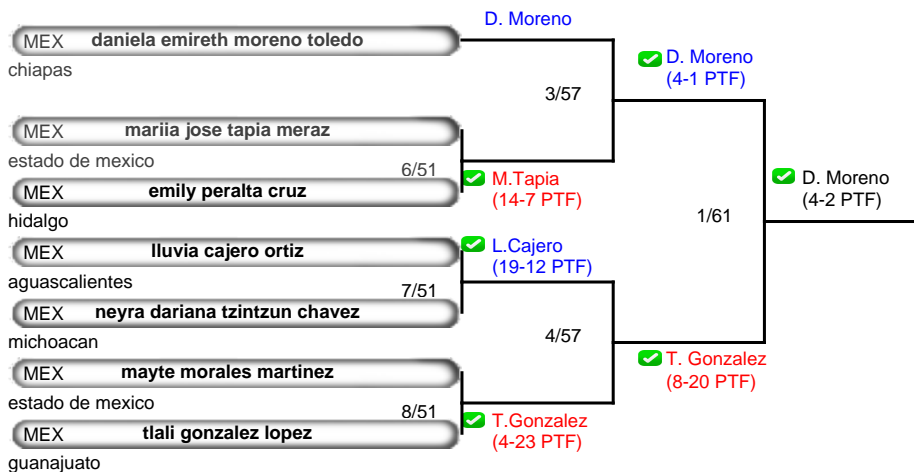 D. Moreno
MEX daniela emireth moreno toledo
chiapas
D. Moreno
(4-1 PTF)
3/57
MEX mariia jose tapia meraz
estado de mexico
6/51
MEX emily peralta cruz
hidalgo
M.Tapia
(14-7 PTF)
D. Moreno
(4-2 PTF)
1/61
MEX lluvia cajero ortiz
aguascalientes
L.Cajero
(19-12 PTF)
7/51
MEX neyra dariana tzintzun chavez
michoacan
4/57
T. Gonzalez
(8-20 PTF)
MEX mayte morales martinez
estado de mexico
8/51
MEX tlali gonzalez lopez
guanajuato
T.Gonzalez
(4-23 PTF)